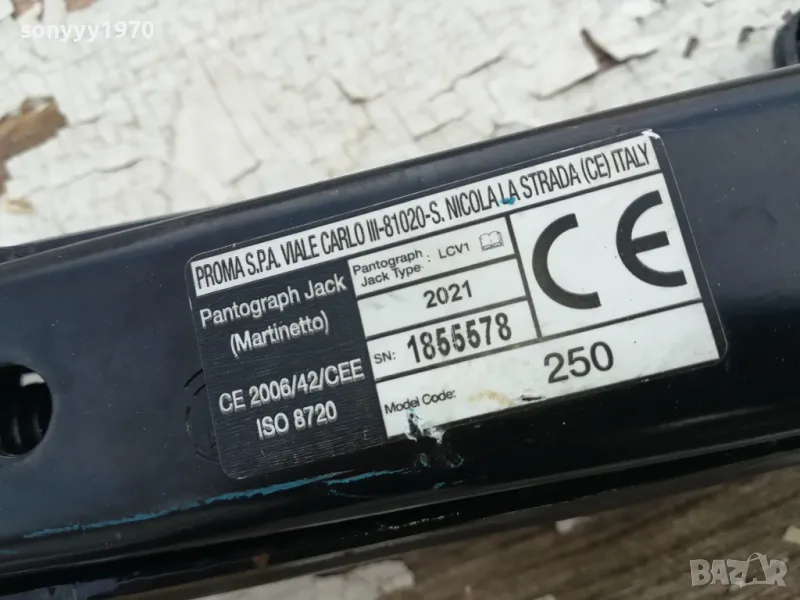 sonyyy1970
PROMA S.P.A. VIALE CARLO III-81020-S. NICOLA LA STRADA (CE) ITALY
Pantograph Jack
(Martinetto)
CE 2006/42/CEE
ISO 8720
Pantograph
Jack Type : LCV1
2021
SN: 1855578
Model Code: 250
CE
BAZAR